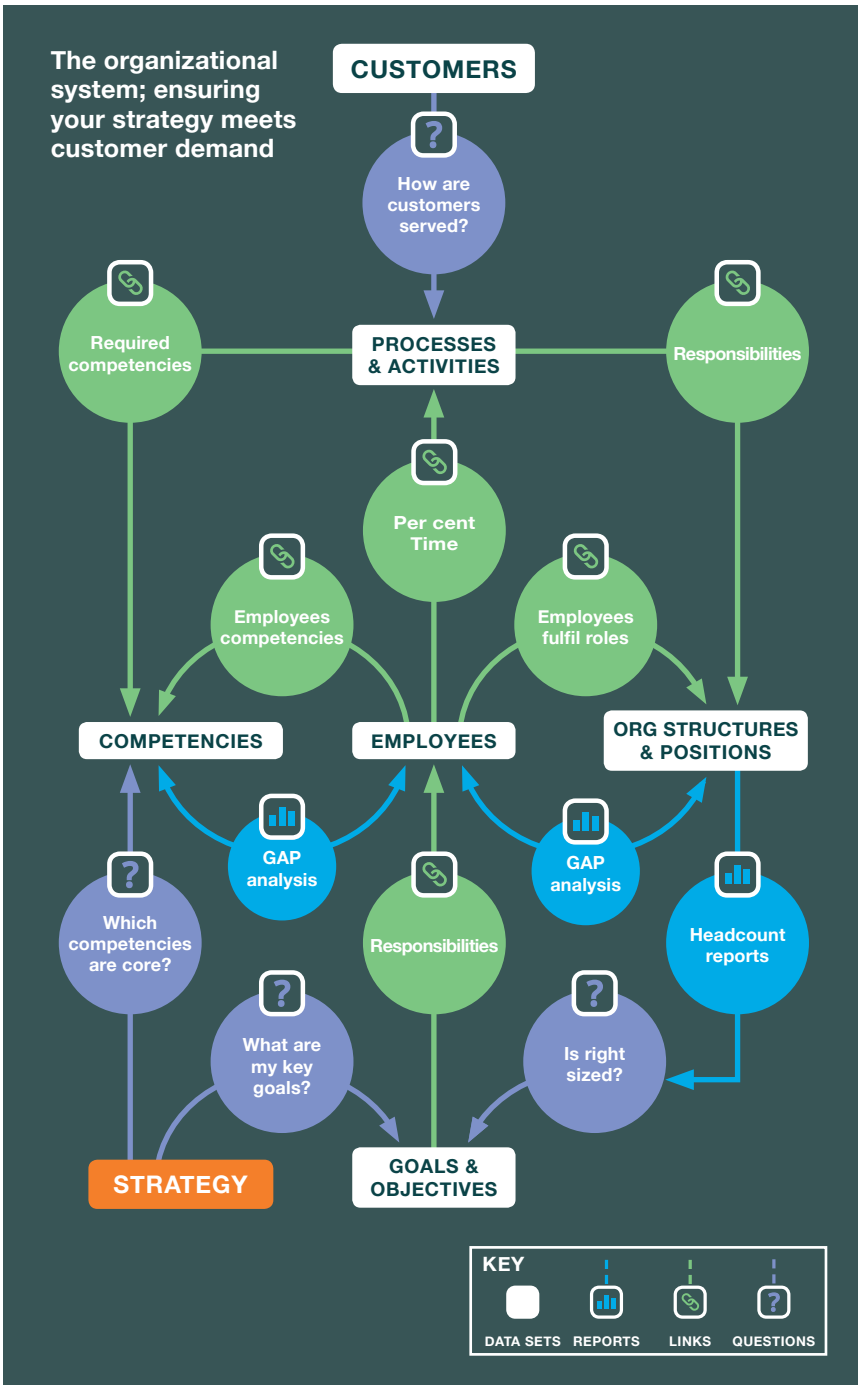 The organizational
system; ensuring
your strategy meets
customer demand
CUSTOMERS
?
How are
customers
served?
Required
competencies
PROCESSES
& ACTIVITIES
Responsibilities
Per cent
Time
Employees
competencies
Employees
fulfil roles
COMPETENCIES
EMPLOYEES
ORG STRUCTURES
& POSITIONS
GAP
analysis
GAP
analysis
?
Which
competencies
are core?
Responsibilities
Headcount
reports
?
What are
my key
goals?
?
Is right
sized?
STRATEGY
GOALS &
OBJECTIVES
KEY
?
DATA SETS
REPORTS
LINKS
QUESTIONS